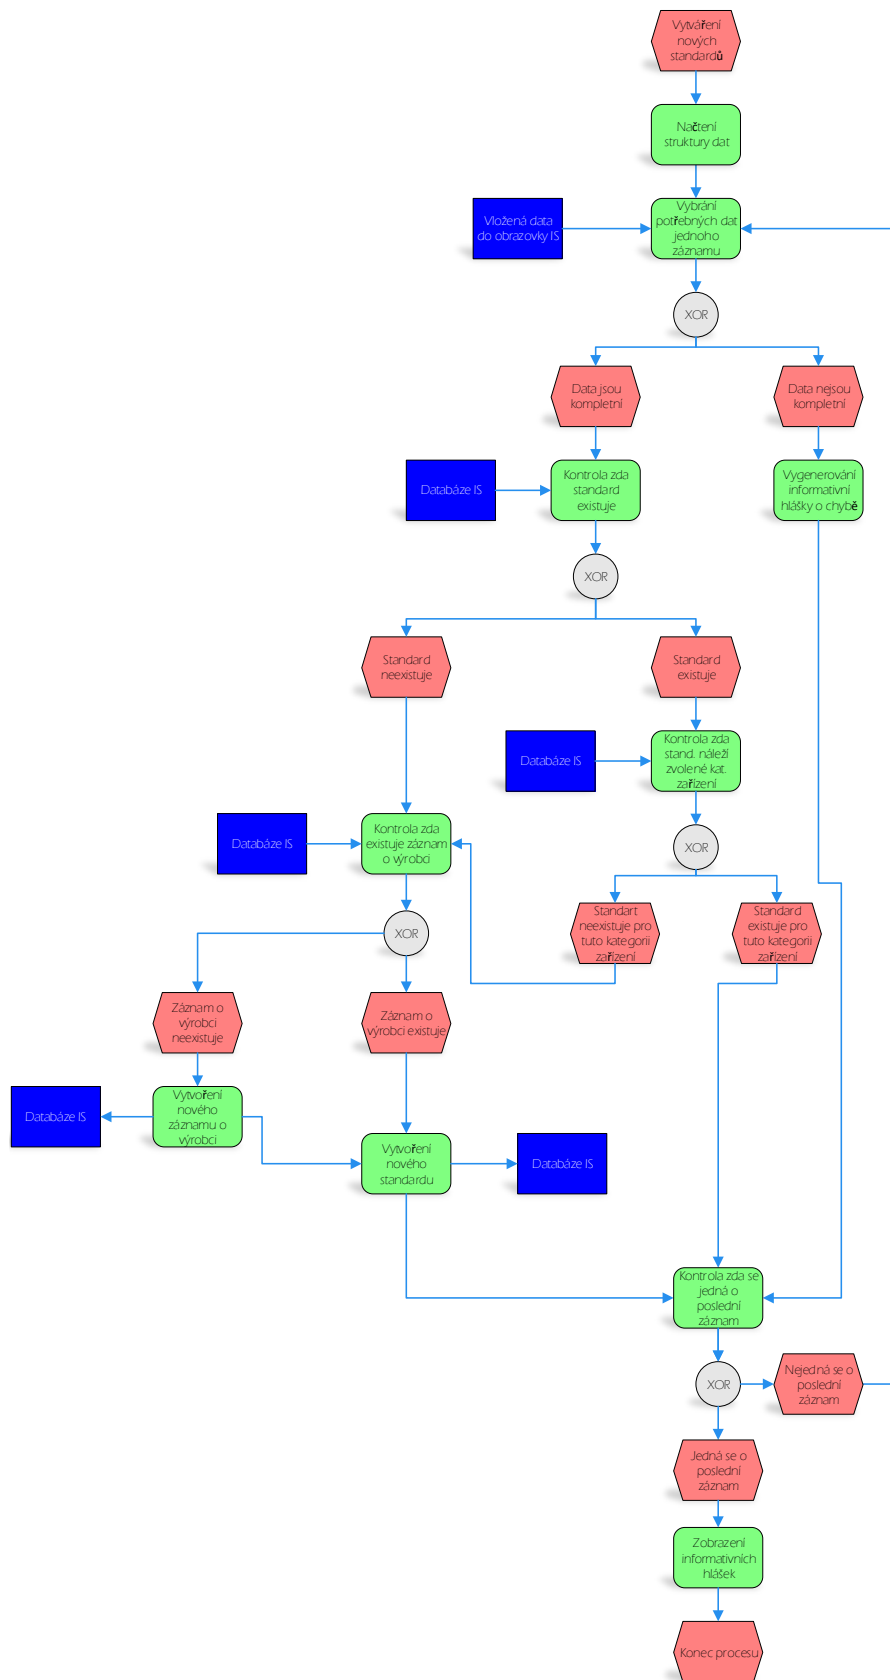 Vytváření
nových
standardů
Načtení
struktury dat
Vložená data
do obrazovky IS
Vybrání
potřebných dat
jednoho
záznamu
XOR
Data jsou
kompletní
Data nejsou
kompletní
Databáze IS
Kontrola zda
standard
existuje
Vygenerování
informativní
hlášky o chybě
XOR
Standard
neexistuje
Standard
existuje
Databáze IS
Kontrola zda
stand. náleží
zvolené kat.
zařízení
Databáze IS
Kontrola zda
existuje záznam
o výrobci
XOR
XOR
Standart
neexistuje pro
tuto kategorii
zařízení
Standard
existuje pro
tuto kategorii
zařízení
Záznam o
výrobci
neexistuje
Záznam o
výrobci existuje
Databáze IS
Vytvoření
nového
záznamu o
výrobci
Vytvoření
nového
standardu
Databáze IS
Kontrola zda se
jedná o
poslední
záznam
XOR
Nejedná se o
poslední
záznam
Jedná se o
poslední
záznam
Zobrazení
informativních
hlášek
Konec procesu